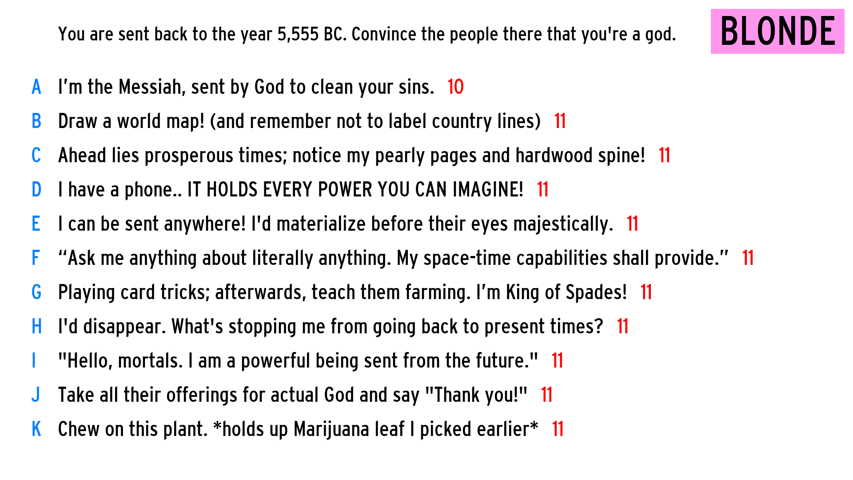 You are sent back to the year 5,555 BC. Convince the people there that you're a god.
BLONDE
A I’m the Messiah, sent by God to clean your sins. 10
B Draw a world map! (and remember not to label country lines) 11
C Ahead lies prosperous times; notice my pearly pages and hardwood spine! 11
D I have a phone.. IT HOLDS EVERY POWER YOU CAN IMAGINE! 11
E I can be sent anywhere! I'd materialize before their eyes majestically. 11
F “Ask me anything about literally anything. My space-time capabilities shall provide.” 11
G Playing card tricks; afterwards, teach them farming. I’m King of Spades! 11
H I'd disappear. What's stopping me from going back to present times? 11
I "Hello, mortals. I am a powerful being sent from the future." 11
J Take all their offerings for actual God and say "Thank you!" 11
K Chew on this plant. *holds up Marijuana leaf I picked earlier* 11